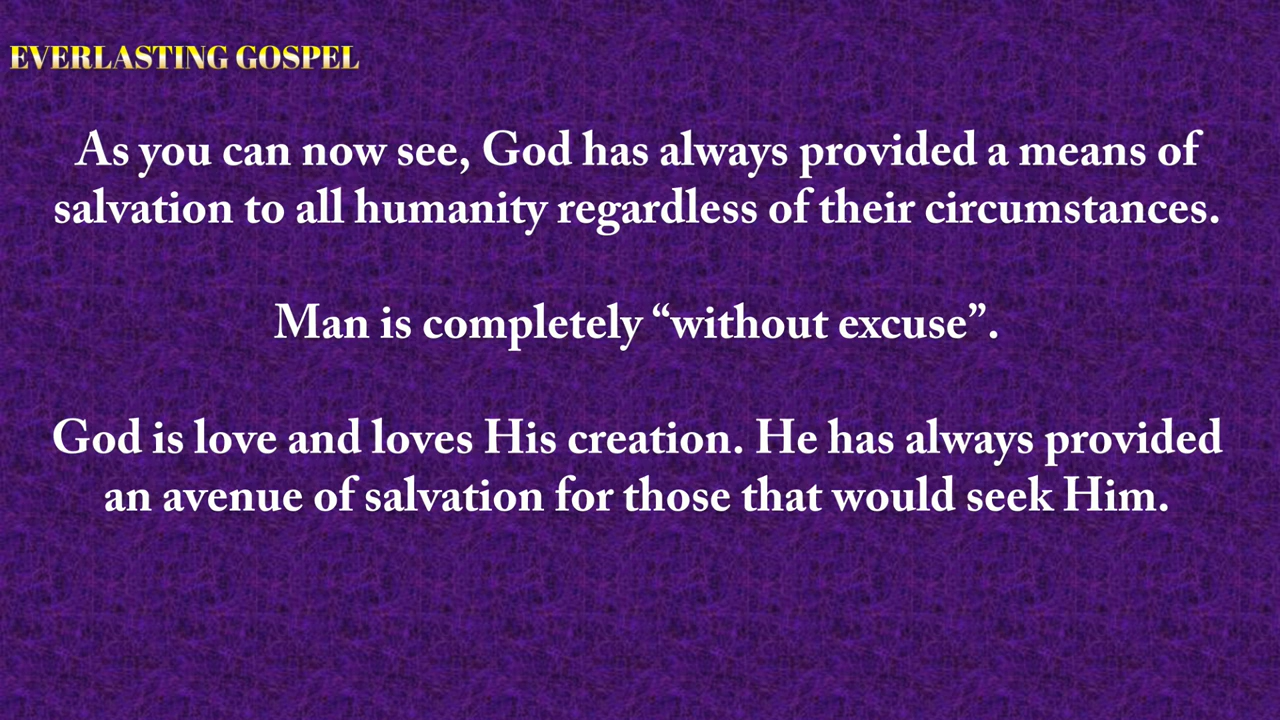 EVERLASTING GOSPEL
As you can now see, God has always provided a means of
salvation to all humanity regardless of their circumstances.
Man is completely “without excuse”.
God is love and loves His creation. He has always provided
an avenue of salvation for those that would seek Him.